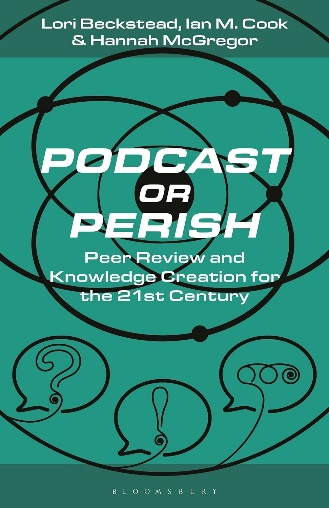 Lori Beckstead, Ian M. Cook
& Hannah McGregor
PODCAST
OR
PERISH
Peer Review and
Knowledge Creation for
the 21st Century
?
!
BLOOMSBURY